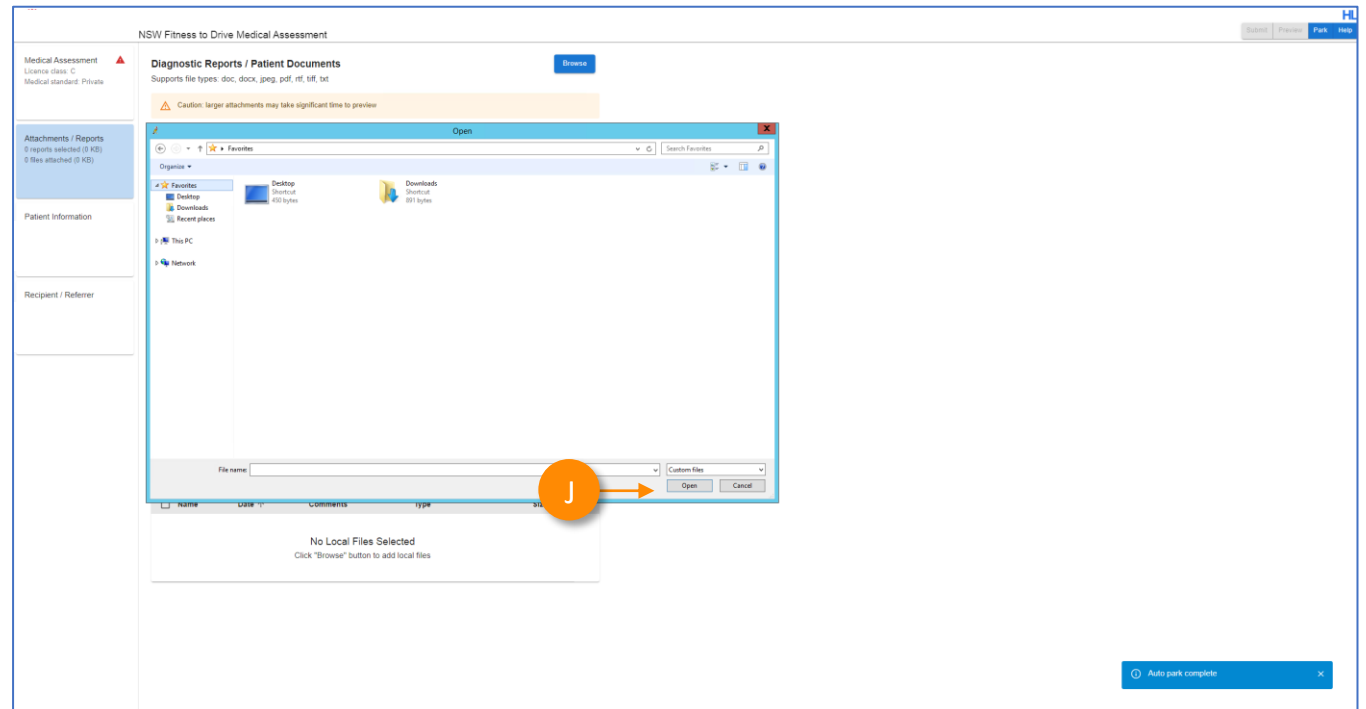 HL
NSW Fitness to Drive Medical Assessment
Submit Preview Park Help
Medical Assessment
Licence class: C
Medical standard: Private
Attachments / Reports
0 reports selected (0 KB)
0 files attached (0 KB)
Patient Information
Recipient / Referrer
Diagnostic Reports / Patient Documents
Browse
Supports file types: doc, docx, jpeg, pdf, rtf, tiff, txt
Caution: larger attachments may take significant time to preview
Open
X
Favorites
Search Favorites
Organize
Favorites
Desktop
Downloads
Recent places
This PC
Network
Desktop
Shortcut
450 bytes
Downloads
Shortcut
891 bytes
File name:
Custom files
Open Cancel
J
Name Date Comments Type
No Local Files Selected
Click "Browse" button to add local files
Auto park complete